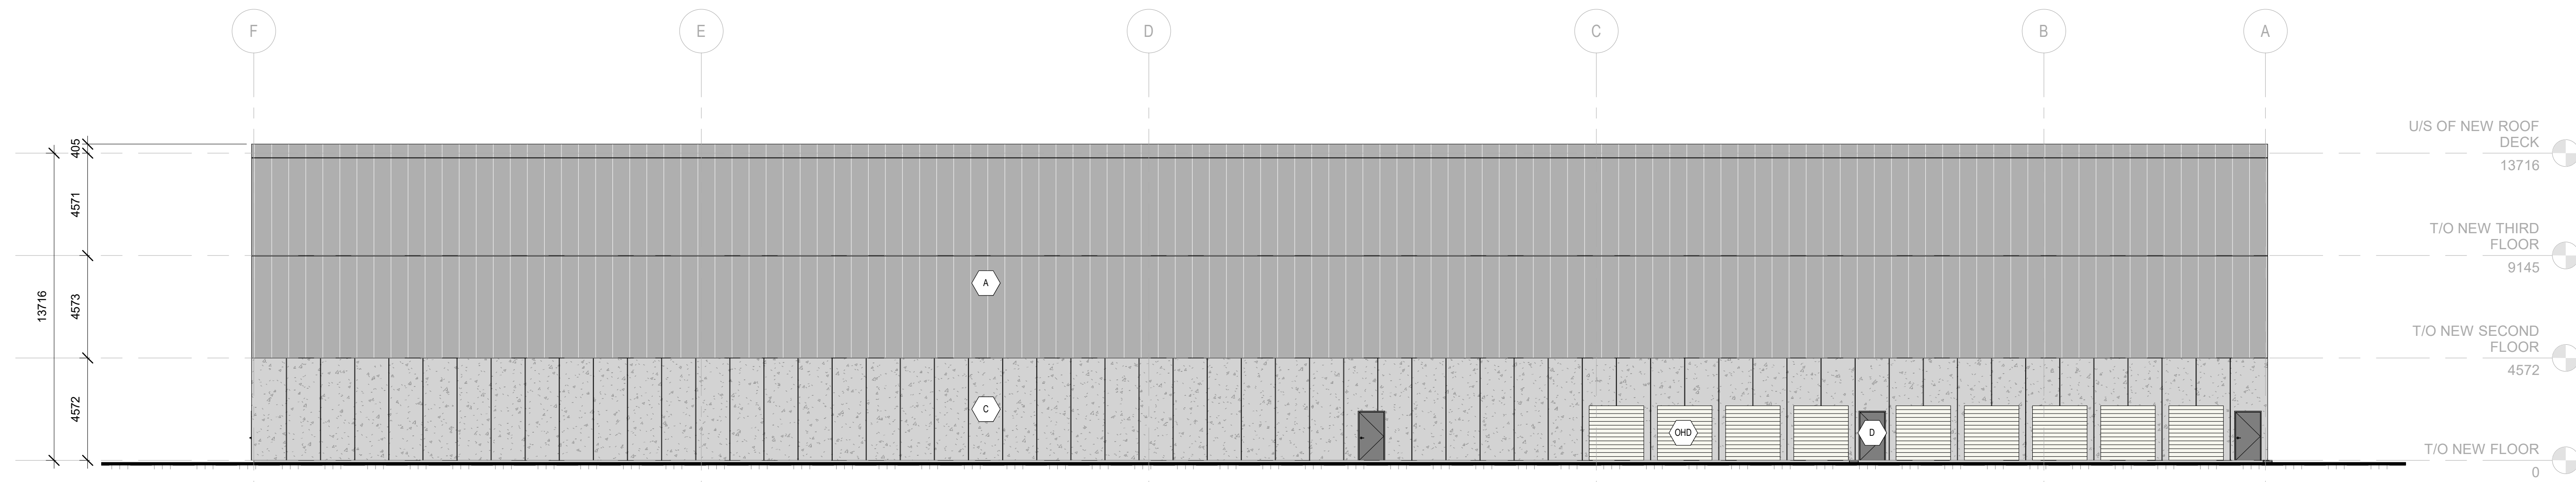 F
E
D
C
B
A
U/S OF NEW ROOF
DECK
13716
T/O NEW THIRD
FLOOR
9145
T/O NEW SECOND
FLOOR
4572
T/O NEW FLOOR
0
405
4571
4573
4572
13716
A
C
OHD
D